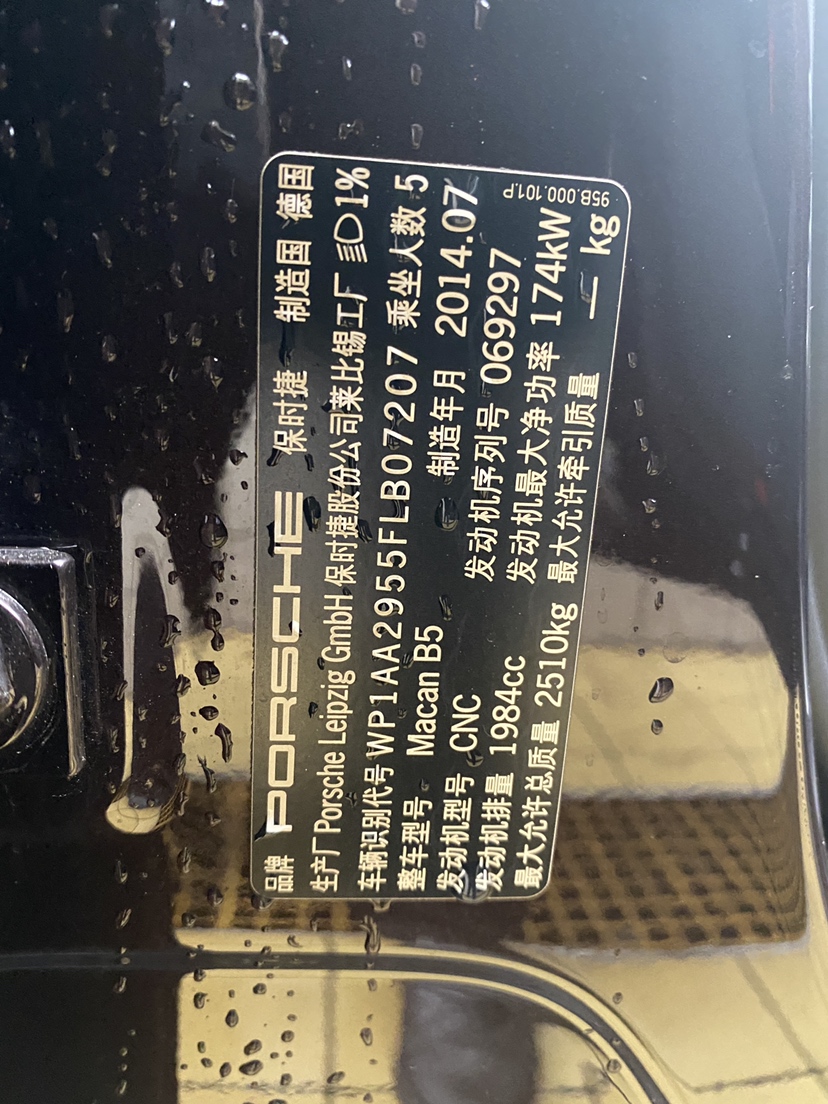 品牌 PORSCHE 保时捷 制造国 德国
生产厂 Porsche Leipzig GmbH 保时捷股份公司莱比锡工厂 1%
车辆识别代号 WP1AA2955FLB07207 乘坐人数 5
整车型号 Macan B5 制造年月 2014.07
发动机型号 CNC 发动机序列号 069297
发动机排量 1984cc 发动机最大净功率 174kW
最大允许总质量 2510kg 最大允许牵引质量 — kg
95B.000.101.P